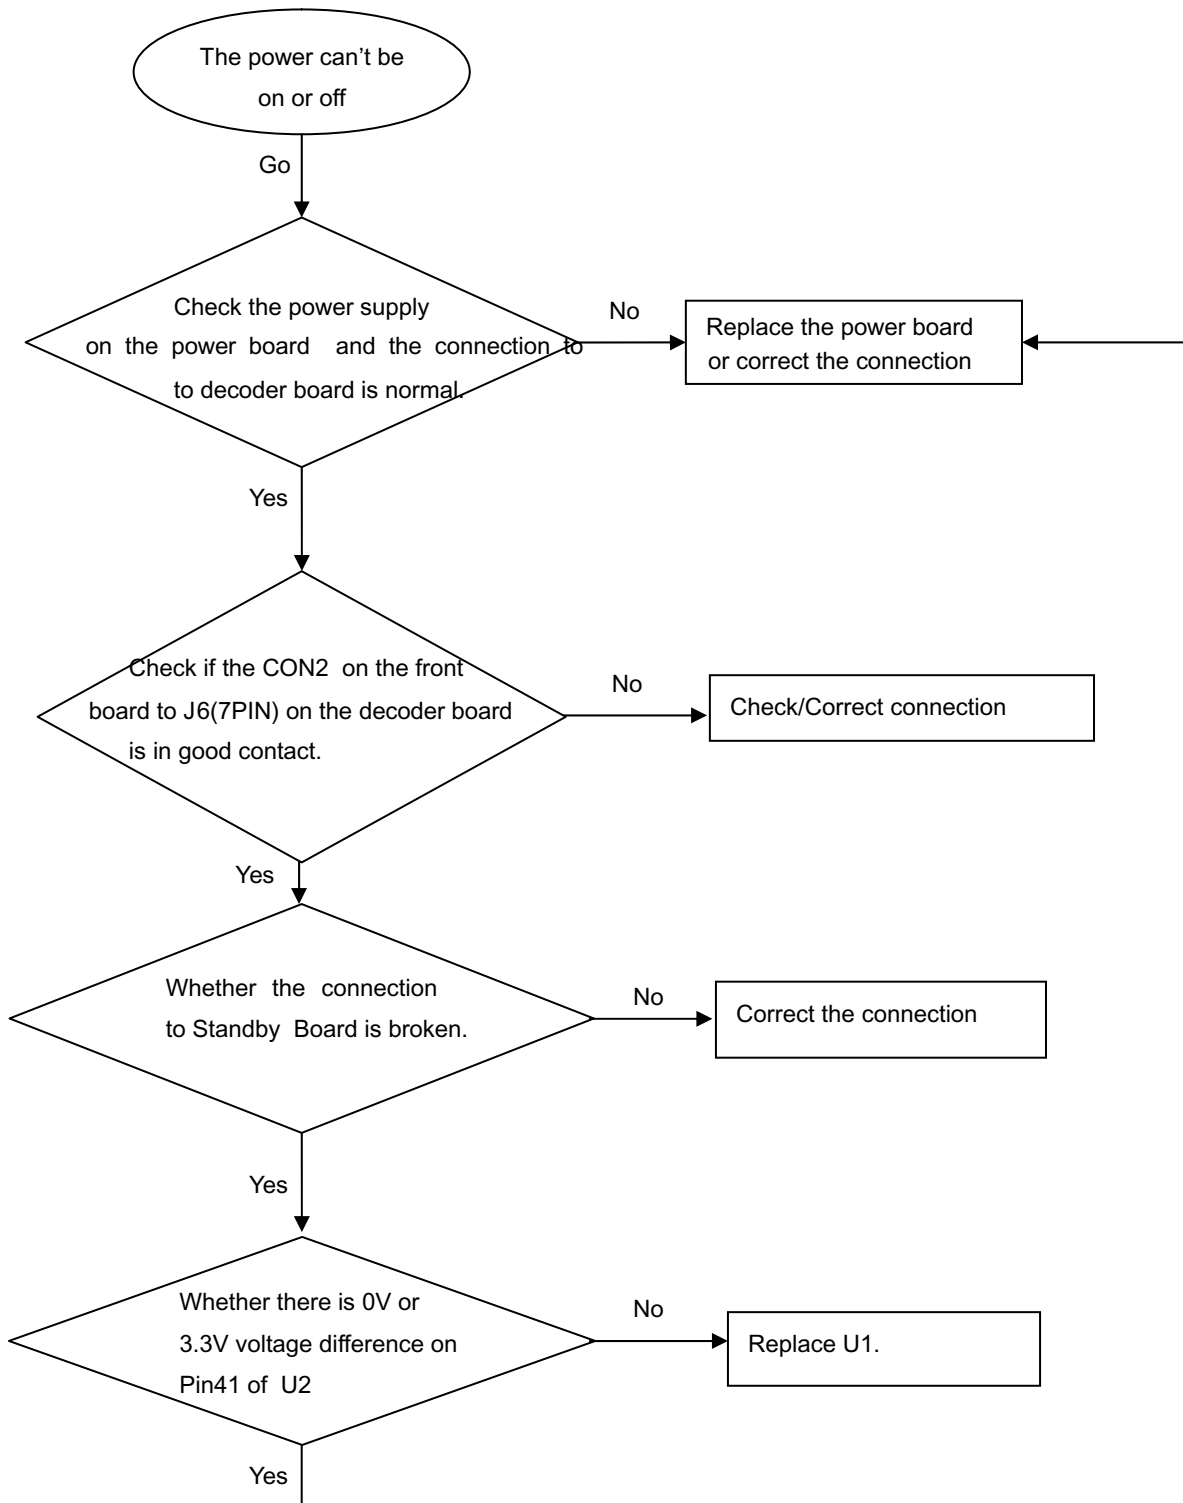 The power can't be
on or off
Go
Check the power supply
on the power board and the connection to
to decoder board is normal.
No
Replace the power board
or correct the connection
Yes
Check if the CON2 on the front
board to J6(7PIN) on the decoder board
is in good contact.
No
Check/Correct connection
Yes
Whether the connection
to Standby Board is broken.
No
Correct the connection
Yes
Whether there is 0V or
3.3V voltage difference on
Pin41 of U2
No
Replace U1.
Yes